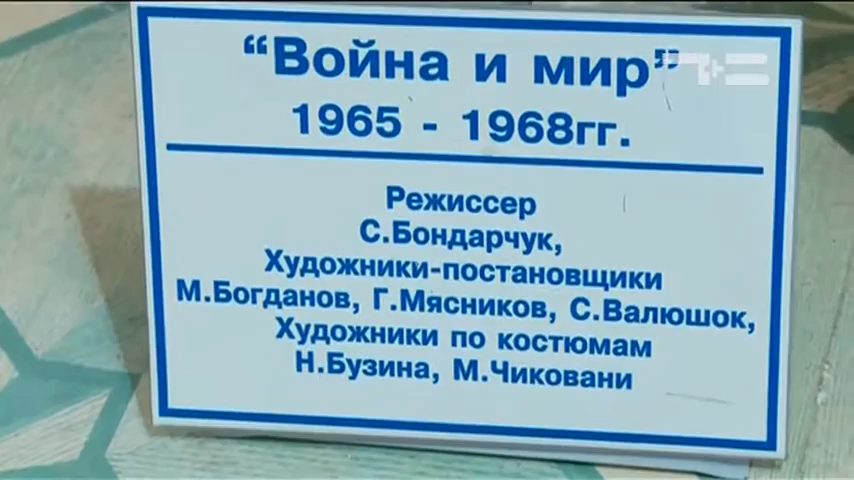 “Война и мир”
1965 - 1968гг.
Режиссер
С.Бондарчук,
Художники-постановщики
М.Богданов, Г.Мясников, С.Валюшок,
Художники по костюмам
Н.Бузина, М.Чиковани